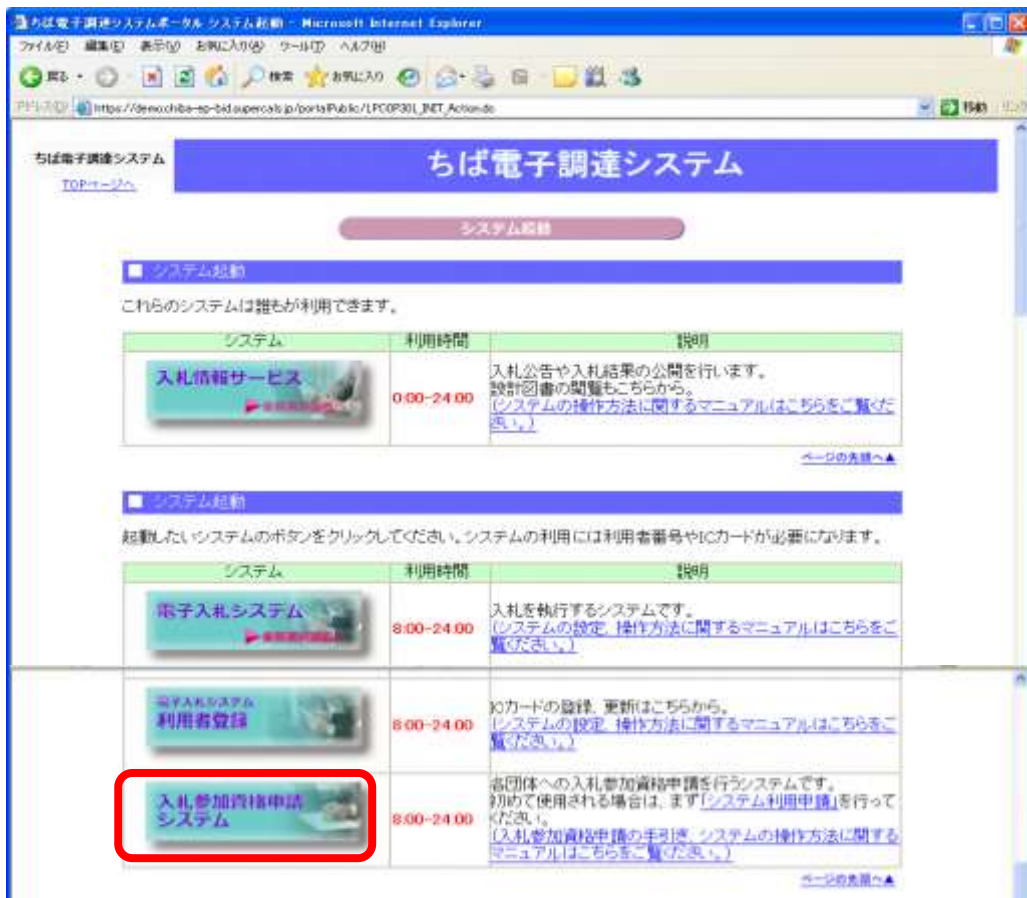 ちば電子調達システムポータル システム起動 - Microsoft Internet Explorer
ファイル(F) 編集(E) 表示(V) お気に入り(A) ツール(T) ヘルプ(H)
戻る 検索 お気に入り
アドレス(D) https://demo.chiba-ep-bid.supercals.jp/portalPublic/LPCOP30L_INET_Action.do 移動 リンク
ちば電子調達システム
TOPページへ
ちば電子調達システム
システム起動
システム起動
これらのシステムは誰もが利用できます。
システム 利用時間 説明
入札情報サービス
0:00-24:00
入札公告や入札結果の公開を行います。
設計図書の閲覧もこちらから。
(システムの操作方法に関するマニュアルはこちらをご覧くだ
さい。)
ページの先頭へ▲
システム起動
起動したいシステムのボタンをクリックしてください。システムの利用には利用者番号やICカードが必要になります。
システム 利用時間 説明
電子入札システム
8:00-24:00
入札を執行するシステムです。
(システムの設定、操作方法に関するマニュアルはこちらをご
覧ください。)
電子入札システム
利用者登録
8:00-24:00
ICカードの登録、更新はこちらから。
(システムの設定、操作方法に関するマニュアルはこちらをご
覧ください。)
入札参加資格申請
システム
8:00-24:00
各団体への入札参加資格申請を行うシステムです。
初めて使用される場合は、まず「システム利用申請」を行って
ください。
(入札参加資格申請の手引き、システムの操作方法に関する
マニュアルはこちらをご覧ください。)
ページの先頭へ▲